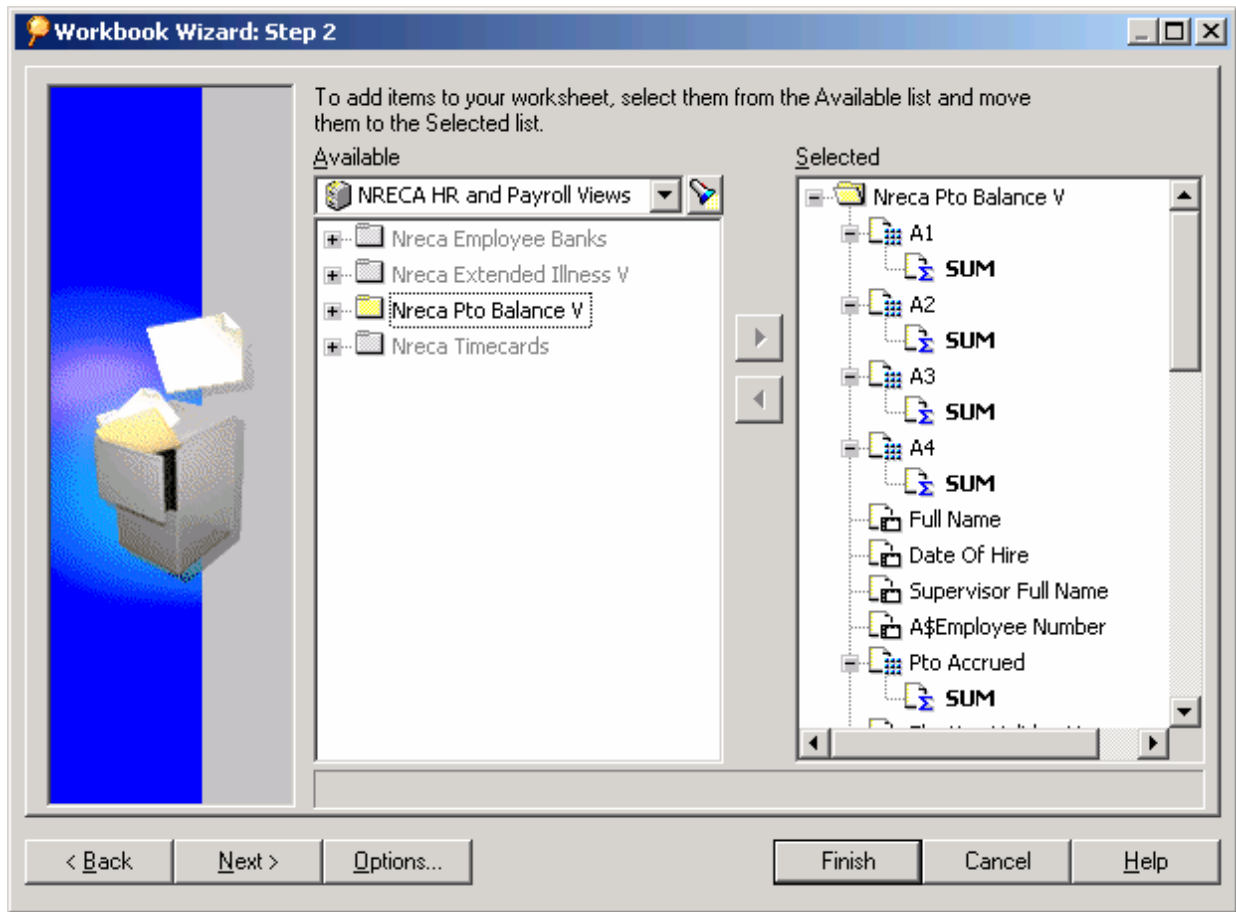 Workbook Wizard: Step 2
To add items to your worksheet, select them from the Available list and move
them to the Selected list.
Available
NRECA HR and Payroll Views
Nreca Employee Banks
Nreca Extended Illness V
Nreca Pto Balance V
Nreca Timecards
Selected
Nreca Pto Balance V
A1
SUM
A2
SUM
A3
SUM
A4
SUM
Full Name
Date Of Hire
Supervisor Full Name
A$Employee Number
Pto Accrued
SUM
< Back
Next >
Options...
Finish
Cancel
Help